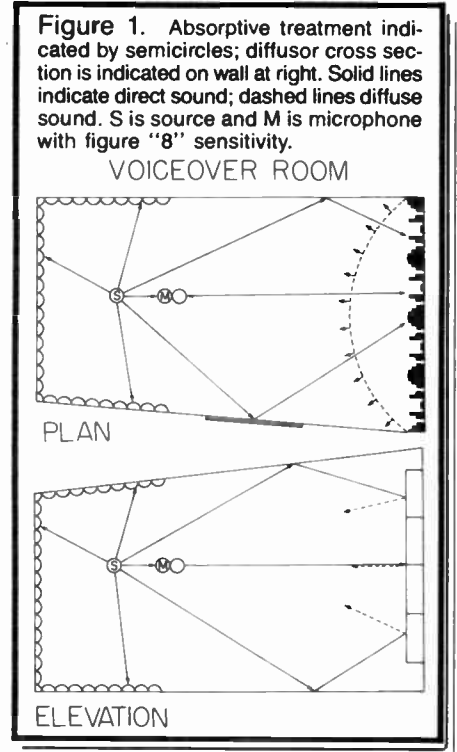 Figure 1. Absorptive treatment indi-
cated by semicircles; diffusor cross sec-
tion is indicated on wall at right. Solid lines
indicate direct sound; dashed lines diffuse
sound. S is source and M is microphone
with figure "8" sensitivity.
VOICEOVER ROOM
S M
PLAN
S M
ELEVATION